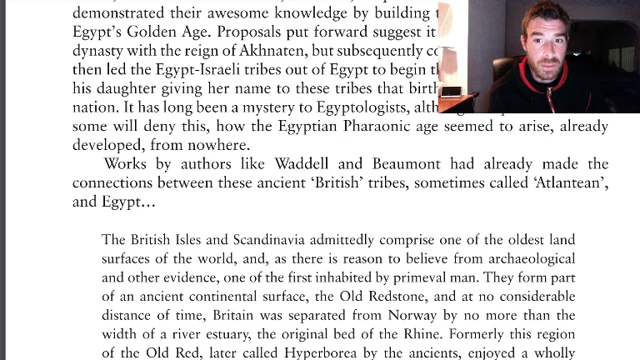 demonstrated their awesome knowledge by building
Egypt's Golden Age. Proposals put forward suggest it
dynasty with the reign of Akhnaten, but subsequently
then led the Egypt-Israeli tribes out of Egypt to begin
his daughter giving her name to these tribes that
nation. It has long been a mystery to Egyptologists,
some will deny this, how the Egyptian Pharaonic age seemed to arise, already
developed, from nowhere.
Works by authors like Waddell and Beaumont had already made the
connections between these ancient 'British' tribes, sometimes called 'Atlantean',
and Egypt…
The British Isles and Scandinavia admittedly comprise one of the oldest land
surfaces of the world, and, as there is reason to believe from archaeological
and other evidence, one of the first inhabited by primeval man. They form part
of an ancient continental surface, the Old Redstone, and at no considerable
distance of time, Britain was separated from Norway by no more than the
width of a river estuary, the original bed of the Rhine. Formerly this region
of the Old Red, later called Hyperborea by the ancients, enjoyed a wholly